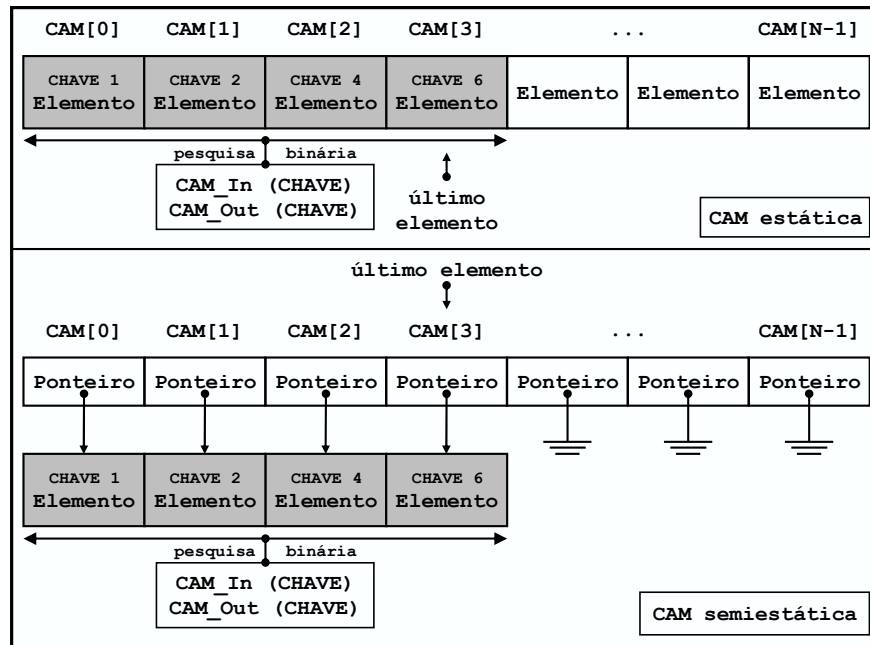 CAM[0] CAM[1] CAM[2] CAM[3] ... CAM[N-1]
CHAVE 1 CHAVE 2 CHAVE 4 CHAVE 6
Elemento Elemento Elemento Elemento Elemento Elemento Elemento
pesquisa binária
CAM_In (CHAVE)
CAM_Out (CHAVE)
último
elemento
CAM estática
último elemento
CAM[0] CAM[1] CAM[2] CAM[3] ... CAM[N-1]
Ponteiro Ponteiro Ponteiro Ponteiro Ponteiro Ponteiro Ponteiro
CHAVE 1 CHAVE 2 CHAVE 4 CHAVE 6
Elemento Elemento Elemento Elemento
pesquisa binária
CAM_In (CHAVE)
CAM_Out (CHAVE)
CAM semiestática